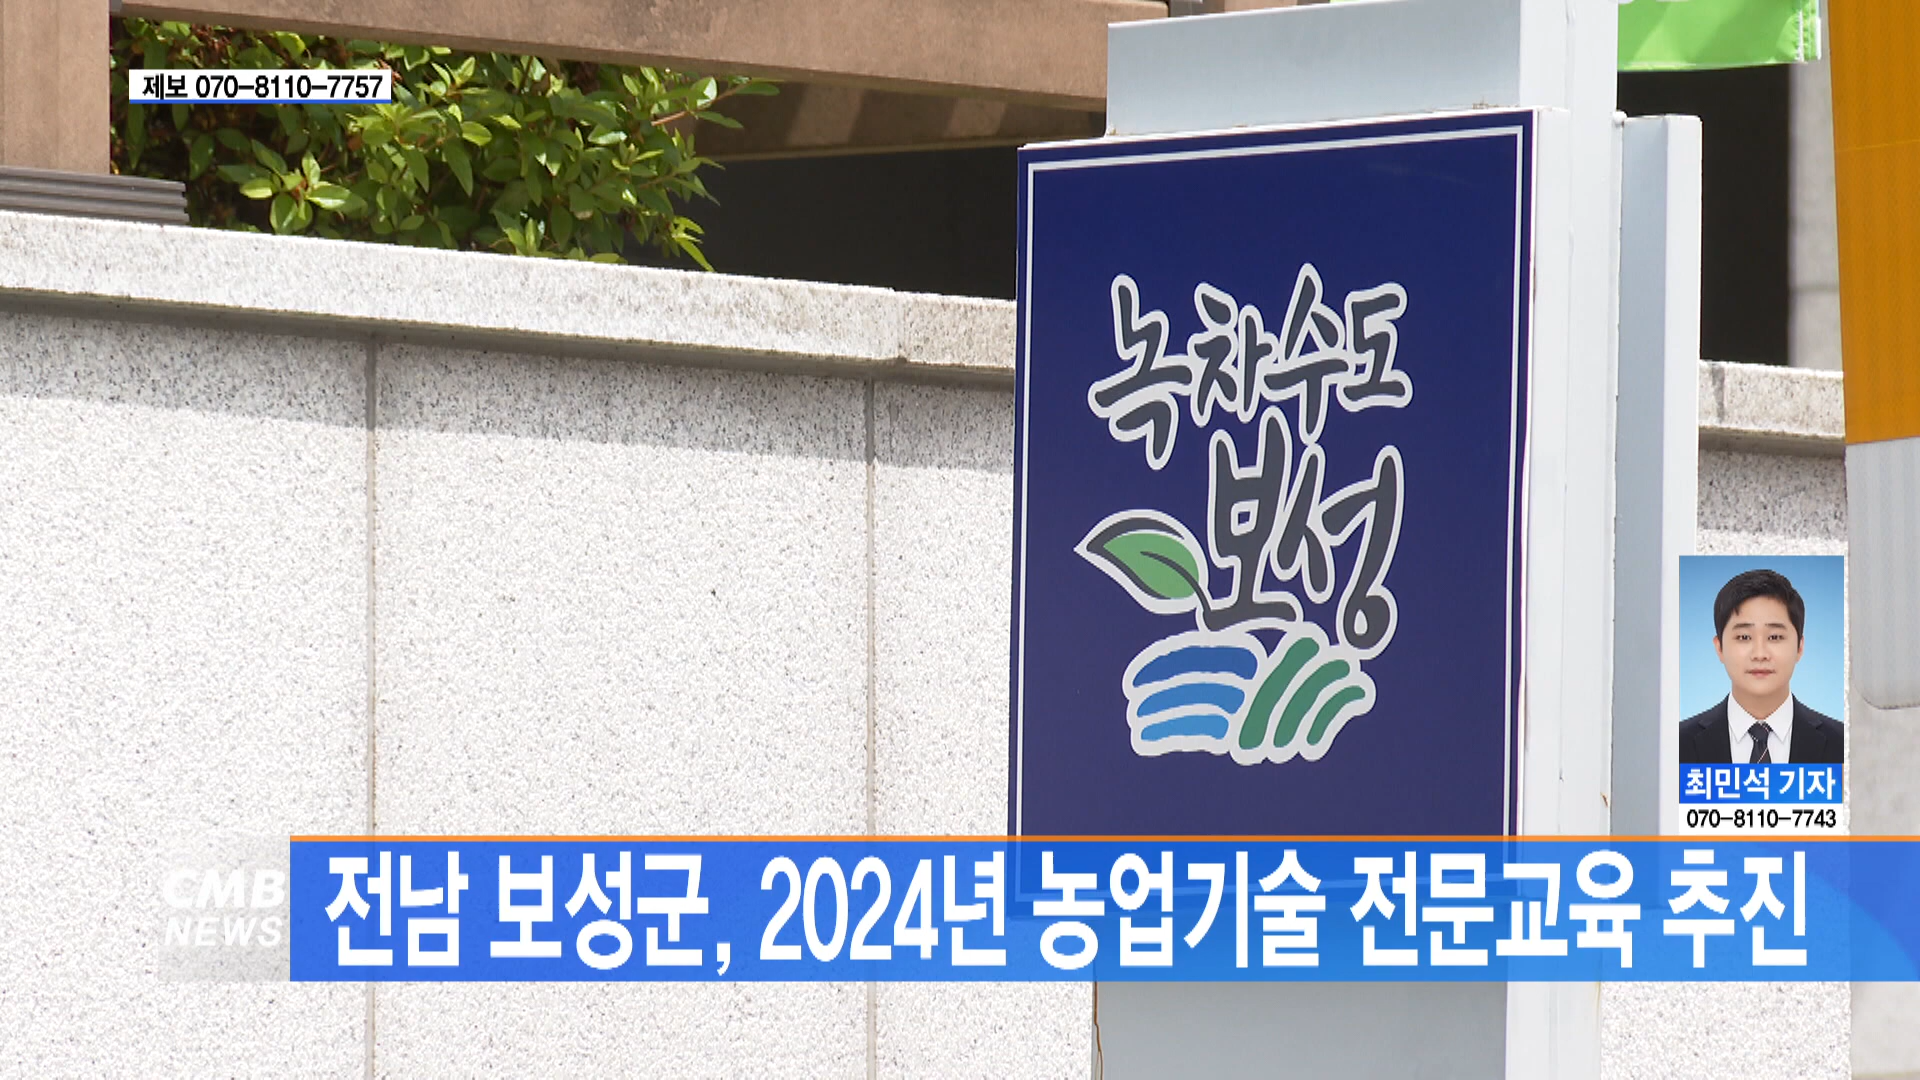 제보 070-8110-7757
녹차수도
보성
최민석 기자
070-8110-7743
CMB
NEWS
전남 보성군, 2024년 농업기술 전문교육 추진